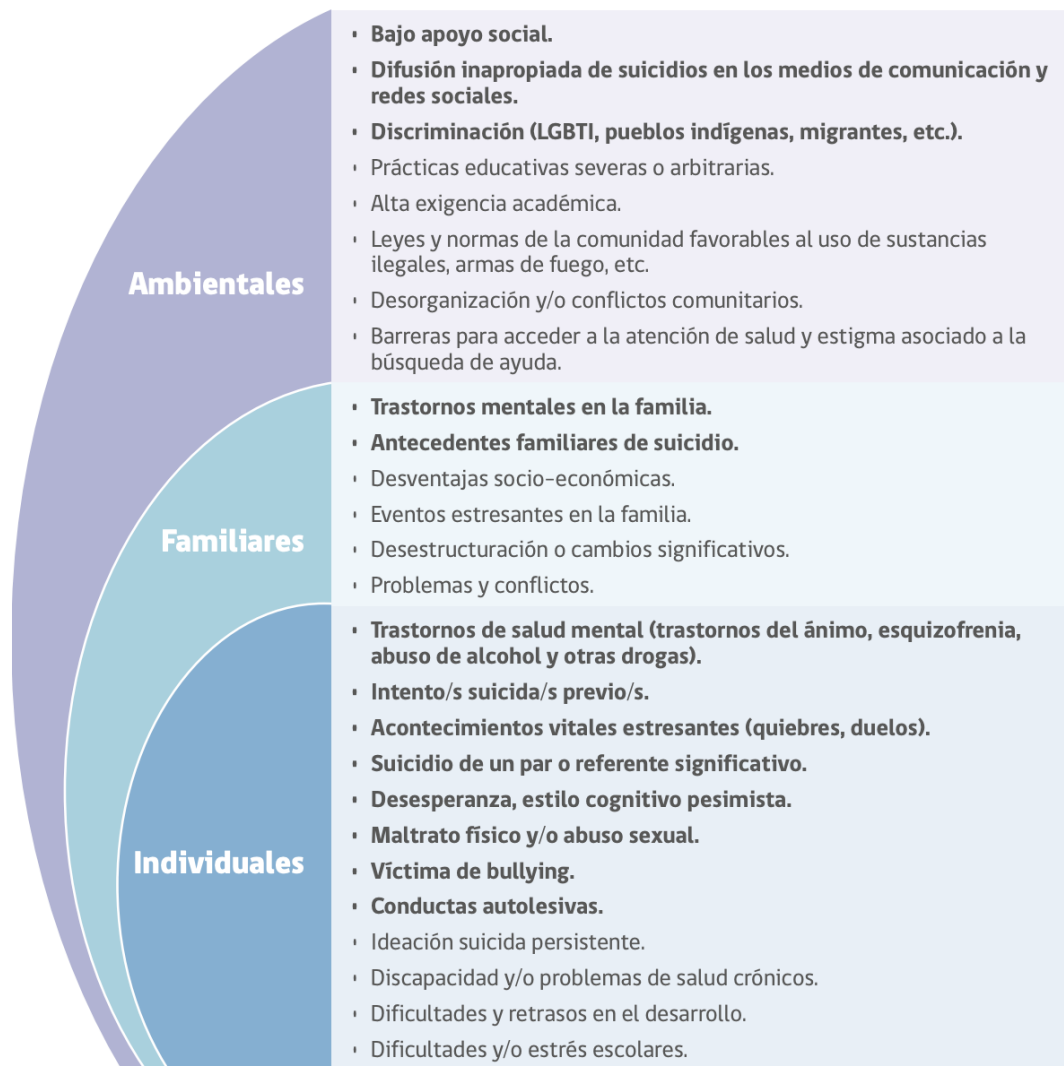 Ambientales
· Bajo apoyo social.
· Difusión inapropiada de suicidios en los medios de comunicación y
redes sociales.
· Discriminación (LGBTI, pueblos indígenas, migrantes, etc.).
· Prácticas educativas severas o arbitrarias.
· Alta exigencia académica.
· Leyes y normas de la comunidad favorables al uso de sustancias
ilegales, armas de fuego, etc.
· Desorganización y/o conflictos comunitarios.
· Barreras para acceder a la atención de salud y estigma asociado a la
búsqueda de ayuda.
Familiares
· Trastornos mentales en la familia.
· Antecedentes familiares de suicidio.
· Desventajas socio-económicas.
· Eventos estresantes en la familia.
· Desestructuración o cambios significativos.
· Problemas y conflictos.
Individuales
· Trastornos de salud mental (trastornos del ánimo, esquizofrenia,
abuso de alcohol y otras drogas).
· Intento/s suicida/s previo/s.
· Acontecimientos vitales estresantes (quiebres, duelos).
· Suicidio de un par o referente significativo.
· Desesperanza, estilo cognitivo pesimista.
· Maltrato físico y/o abuso sexual.
· Víctima de bullying.
· Conductas autolesivas.
· Ideación suicida persistente.
· Discapacidad y/o problemas de salud crónicos.
· Dificultades y retrasos en el desarrollo.
· Dificultades y/o estrés escolares.